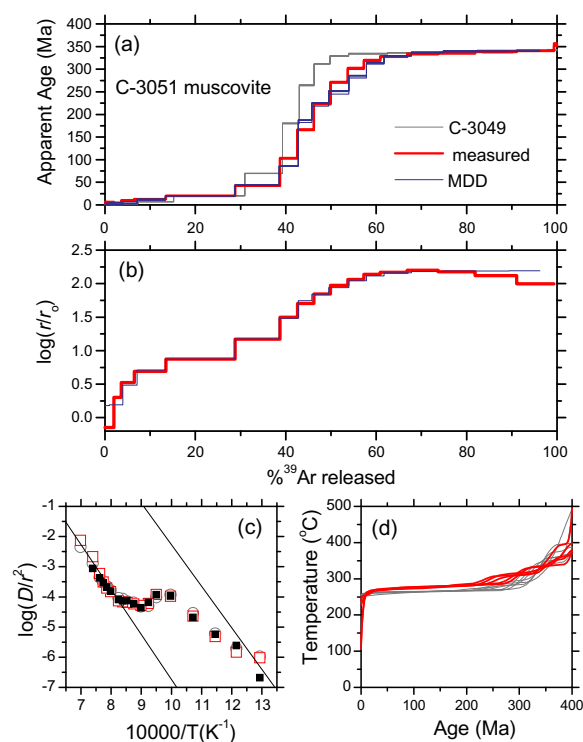 400
350
300
250
200
150
100
50
0
Apparent Age (Ma)
(a)
C-3051 muscovite
C-3049
measured
MDD
0 20 40 60 80 100
2.5
2.0
1.5
1.0
0.5
0.0
log(r/rₒ)
(b)
0 20 40 60 80 100
%³⁹Ar released
-1
-2
-3
-4
-5
-6
-7
log(D/r²)
(c)
7 8 9 10 11 12 13
10000/T(K⁻¹)
500
400
300
200
100
0
Temperature (°C)
(d)
0 100 200 300 400
Age (Ma)